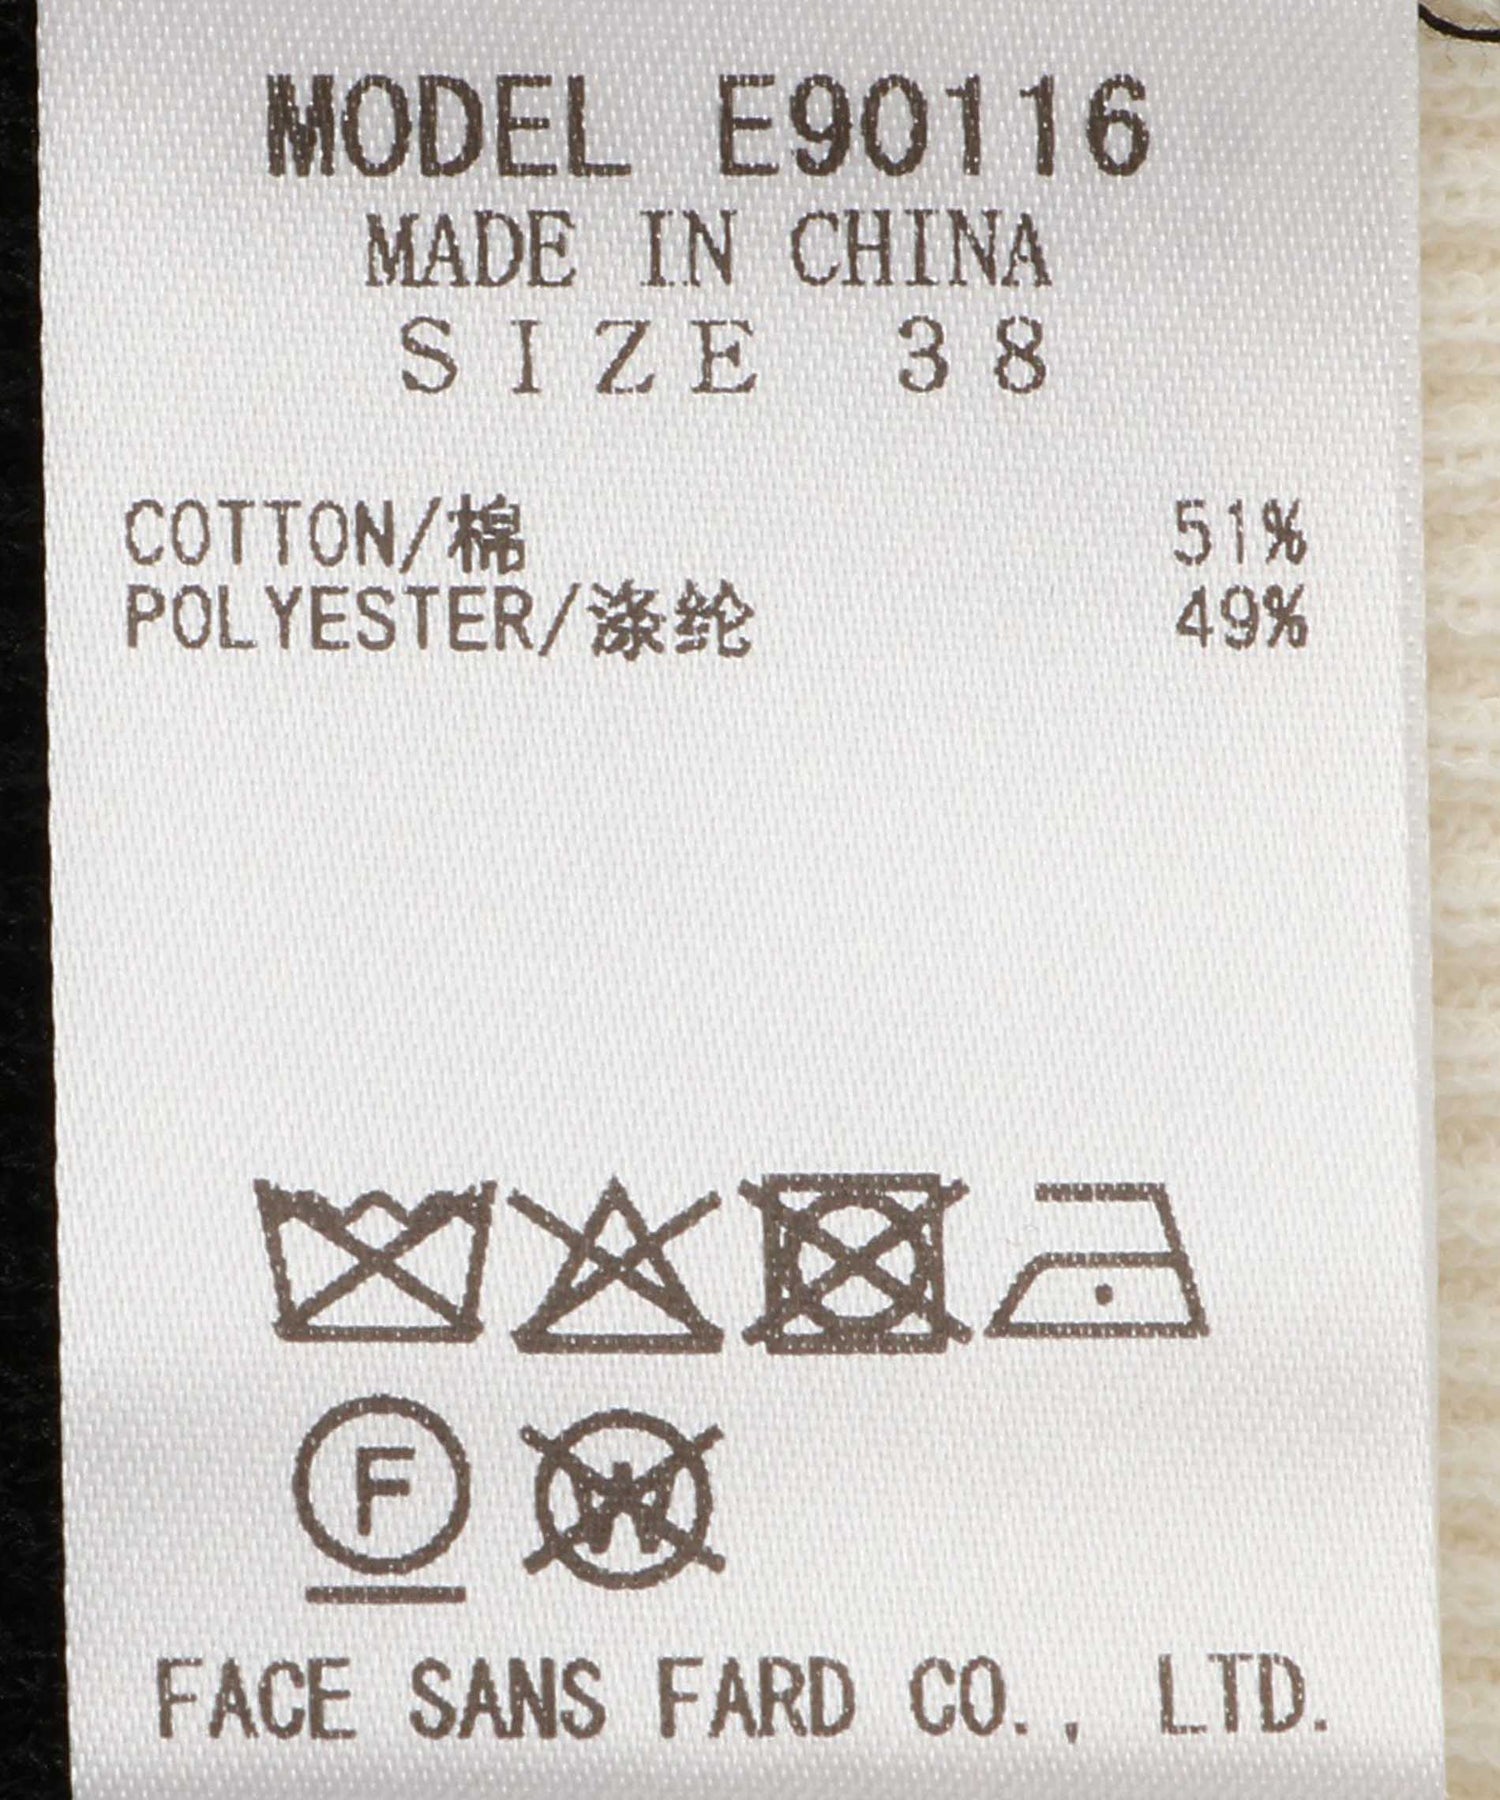 MODEL E90116
MADE IN CHINA
SIZE 38
COTTON/棉 51%
POLYESTER/涤纶 49%
F
W
FACE SANS FARD CO., LTD.